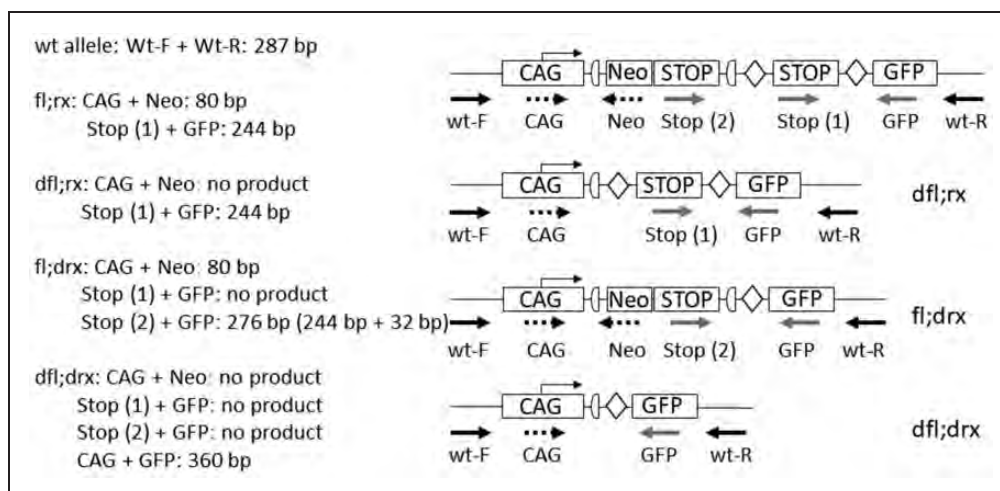 wt allele: Wt-F + Wt-R: 287 bp
fl;rx: CAG + Neo: 80 bp
Stop (1) + GFP: 244 bp
dfl;rx: CAG + Neo: no product
Stop (1) + GFP: 244 bp
fl;drx: CAG + Neo: 80 bp
Stop (1) + GFP: no product
Stop (2) + GFP: 276 bp (244 bp + 32 bp)
dfl;drx: CAG + Neo: no product
Stop (1) + GFP: no product
Stop (2) + GFP: no product
CAG + GFP: 360 bp
CAG Neo STOP STOP GFP
wt-F CAG Neo Stop (2) Stop (1) GFP wt-R
CAG STOP GFP
dfl;rx
wt-F CAG Stop (1) GFP wt-R
CAG Neo STOP GFP
fl;drx
wt-F CAG Neo Stop (2) GFP wt-R
CAG GFP
dfl;drx
wt-F CAG GFP wt-R